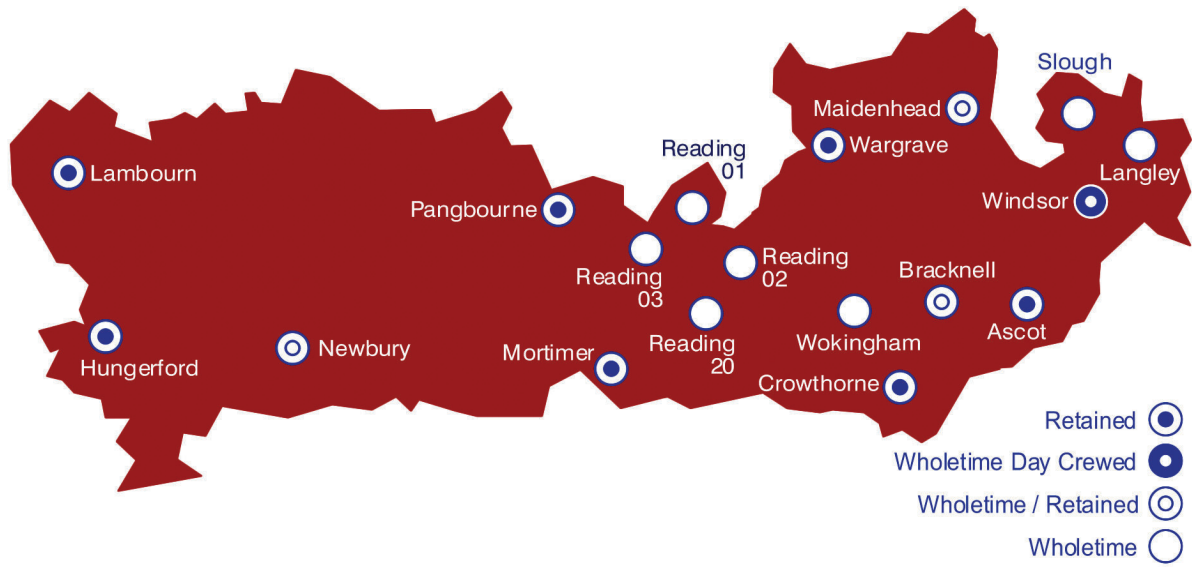 Slough
Maidenhead
Wargrave
Reading
01
Lambourn
Langley
Windsor
Pangbourne
Reading
02
Reading
03
Bracknell
Ascot
Wokingham
Reading
20
Newbury
Mortimer
Hungerford
Crowthorne
Retained
Wholetime Day Crewed
Wholetime / Retained
Wholetime